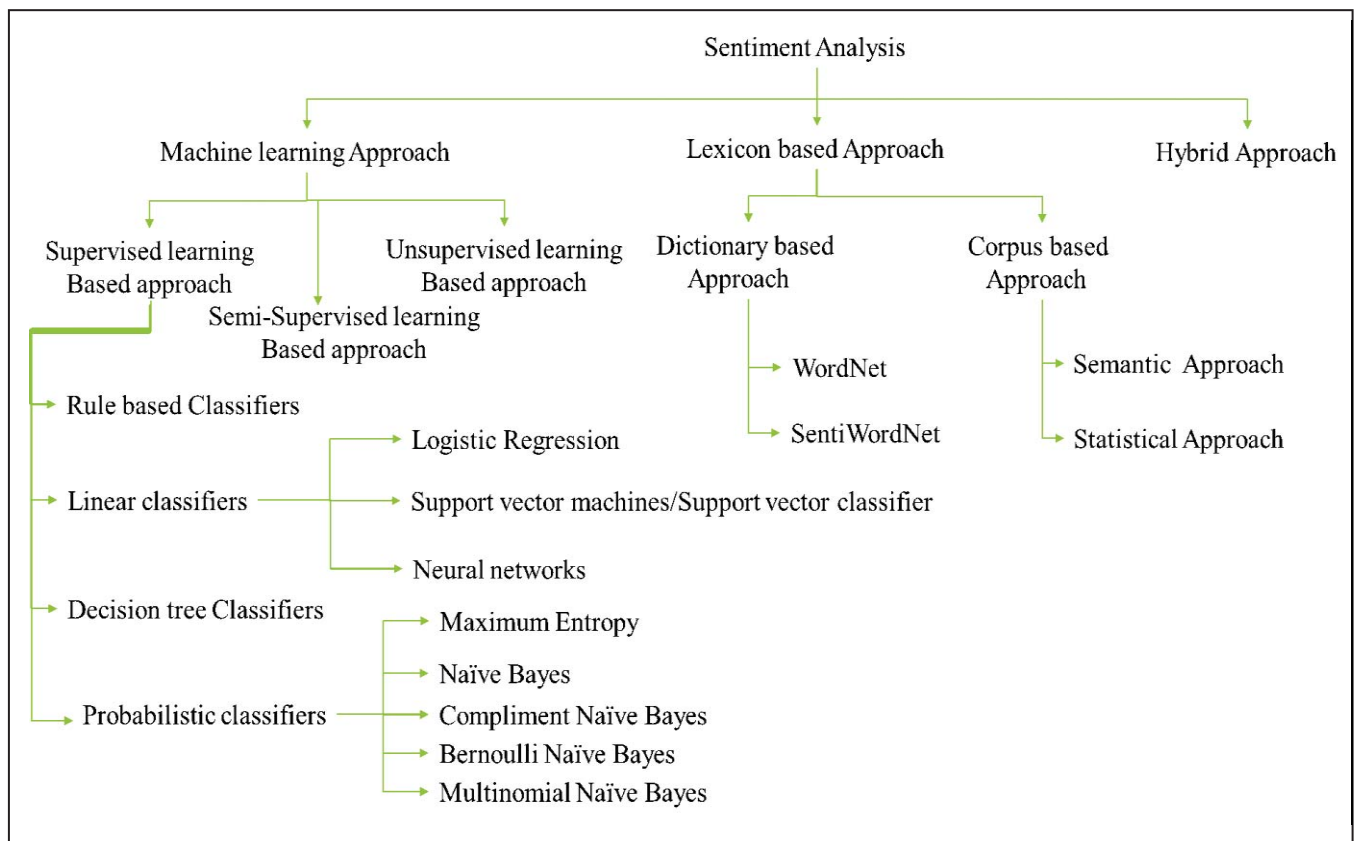 Sentiment Analysis
Machine learning Approach
Lexicon based Approach
Hybrid Approach
Supervised learning
Based approach
Semi-Supervised learning
Based approach
Unsupervised learning
Based approach
Dictionary based
Approach
Corpus based
Approach
WordNet
SentiWordNet
Semantic Approach
Statistical Approach
Rule based Classifiers
Linear classifiers
Logistic Regression
Support vector machines/Support vector classifier
Neural networks
Decision tree Classifiers
Probabilistic classifiers
Maximum Entropy
Naïve Bayes
Compliment Naïve Bayes
Bernoulli Naïve Bayes
Multinomial Naïve Bayes